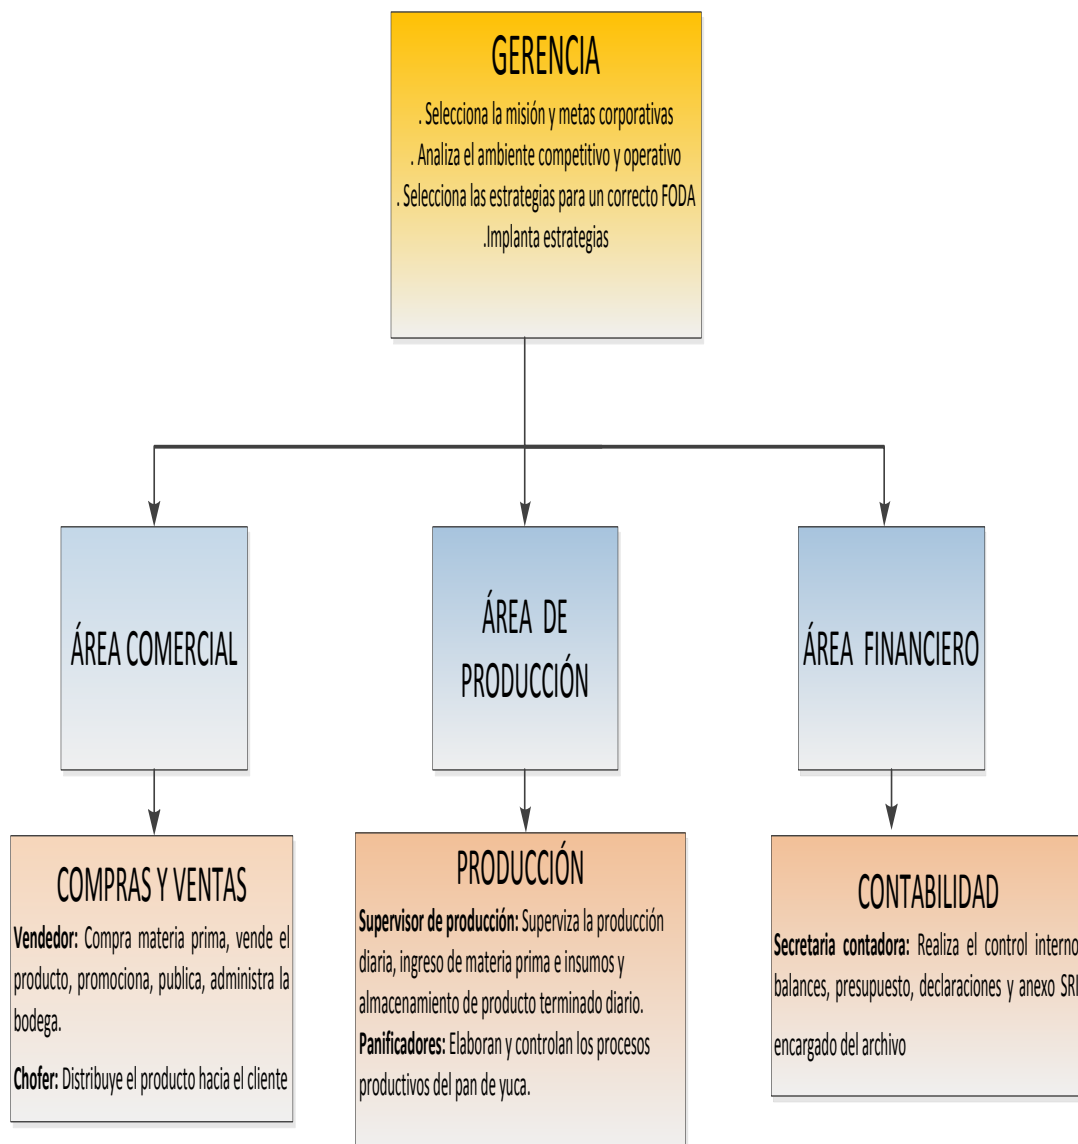 GERENCIA
. Selecciona la misión y metas corporativas
. Analiza el ambiente competitivo y operativo
. Selecciona las estrategias para un correcto FODA
.Implanta estrategias
ÁREA COMERCIAL
ÁREA DE
PRODUCCIÓN
ÁREA FINANCIERO
COMPRAS Y VENTAS
Vendedor: Compra materia prima, vende el
producto, promociona, publica, administra la
bodega.
Chofer: Distribuye el producto hacia el cliente
PRODUCCIÓN
Supervisor de producción: Superviza la producción
diaria, ingreso de materia prima e insumos y
almacenamiento de producto terminado diario.
Panificadores: Elaboran y controlan los procesos
productivos del pan de yuca.
CONTABILIDAD
Secretaria contadora: Realiza el control interno
balances, presupuesto, declaraciones y anexo SRI
encargado del archivo